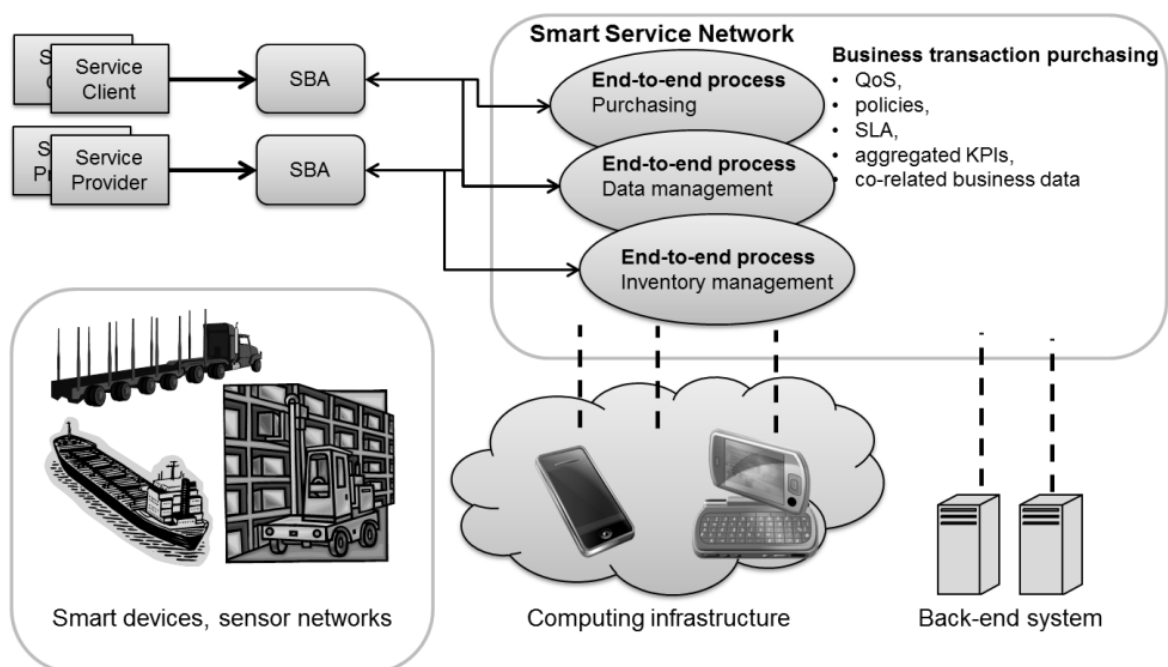 Service
Client
SBA
Service
Provider
SBA
Smart Service Network
End-to-end process
Purchasing
End-to-end process
Data management
End-to-end process
Inventory management
Business transaction purchasing
• QoS,
• policies,
• SLA,
• aggregated KPIs,
• co-related business data
Smart devices, sensor networks
Computing infrastructure
Back-end system